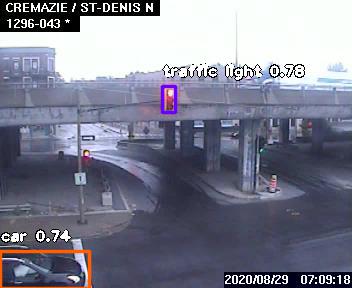 CREMAZIE / ST-DENIS N
1296-043 *
traffic light 0.78
car 0.74
2020/08/29 07:09:18